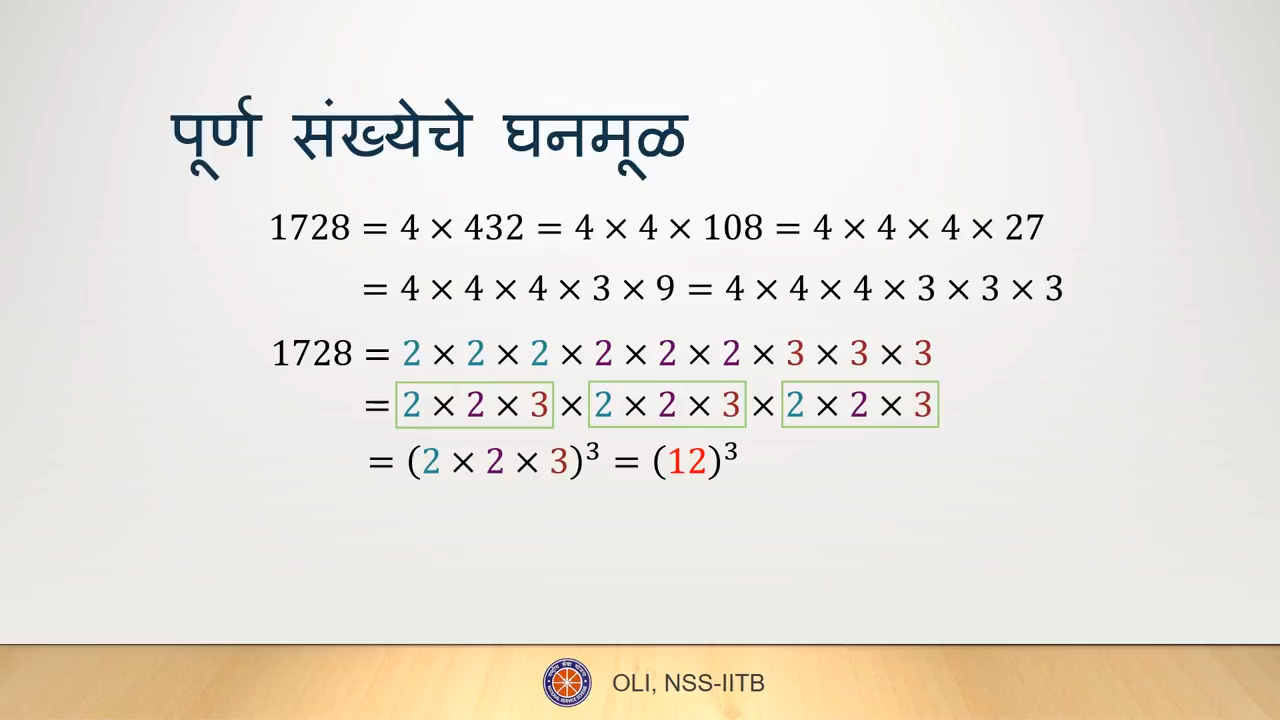 पूर्ण संख्येचे घनमूळ
1728 = 4 × 432 = 4 × 4 × 108 = 4 × 4 × 4 × 27
= 4 × 4 × 4 × 3 × 9 = 4 × 4 × 4 × 3 × 3 × 3
1728 = 2 × 2 × 2 × 2 × 2 × 2 × 3 × 3 × 3
= 2 × 2 × 3 × 2 × 2 × 3 × 2 × 2 × 3
= (2 × 2 × 3)³ = (12)³
OLI, NSS-IITB